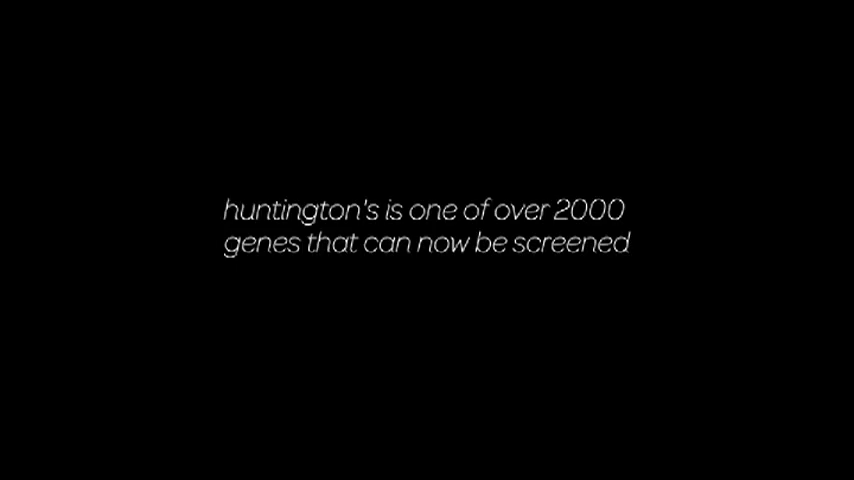 huntington's is one of over 2000
genes that can now be screened